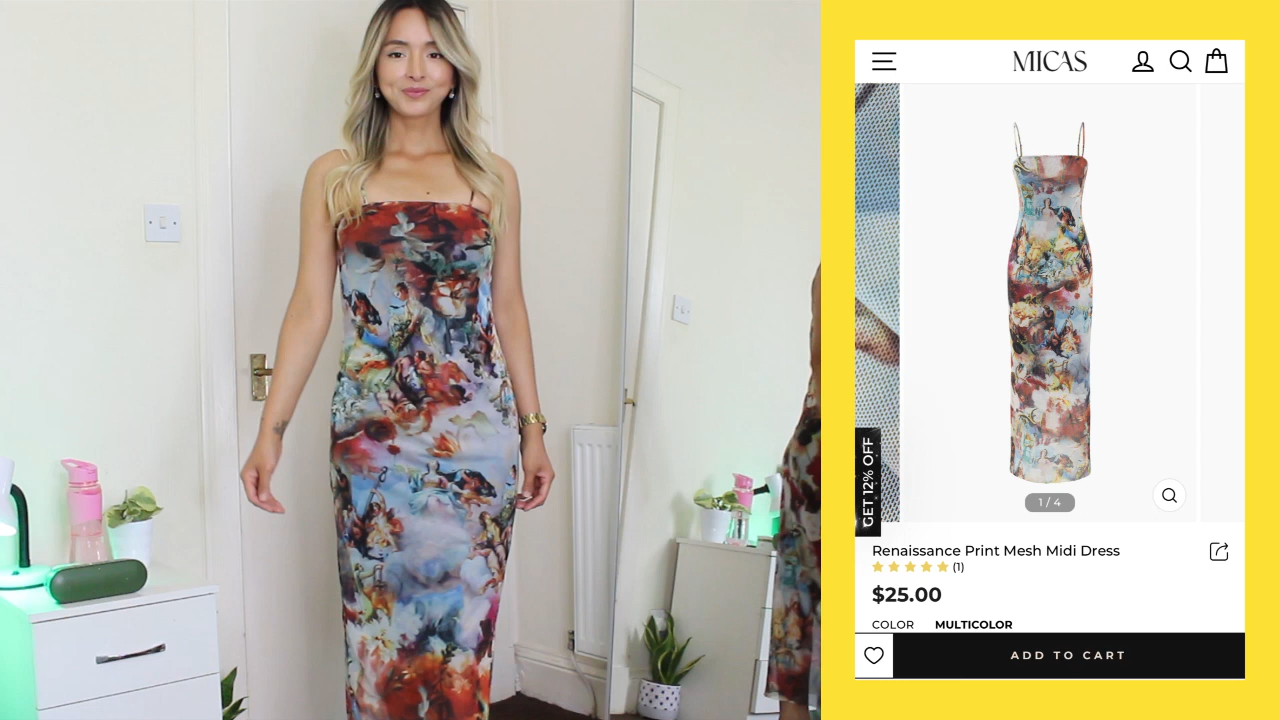 MICAS
GET 12% OFF
1 / 4
Renaissance Print Mesh Midi Dress
(1)
$25.00
COLOR MULTICOLOR
ADD TO CART